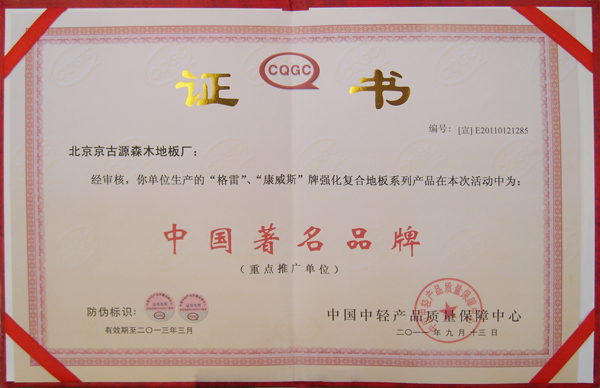 CQGC
证 书
编号: [宣] E20110121285
北京京古源森木地板厂:
经审核，你单位生产的“格雷”、“康威斯”牌强化复合地板系列产品在本次活动中为:
中国著名品牌
(重点推广单位)
防伪标识:
有效期至二〇一三年三月
中国中轻产品质量保障中心
二〇一一年九月十三日